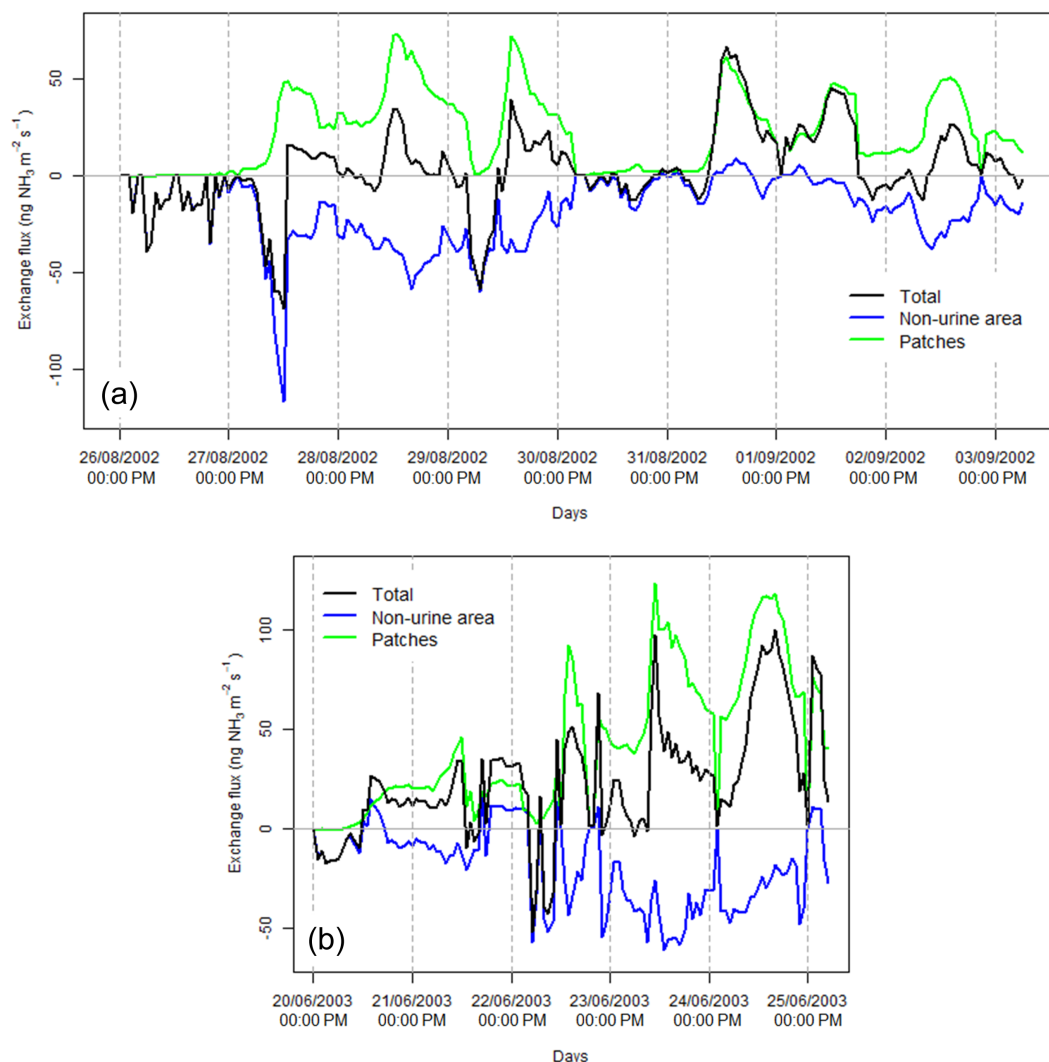 Exchange flux (ng NH₃ m⁻² s⁻¹)
50
0
-50
-100
(a)
Total
Non-urine area
Patches
26/08/2002 27/08/2002 28/08/2002 29/08/2002 30/08/2002 31/08/2002 01/09/2002 02/09/2002 03/09/2002
00:00 PM 00:00 PM 00:00 PM 00:00 PM 00:00 PM 00:00 PM 00:00 PM 00:00 PM 00:00 PM
Days
Exchange flux (ng NH₃ m⁻² s⁻¹)
100
50
0
-50
Total
Non-urine area
Patches
(b)
20/06/2003 21/06/2003 22/06/2003 23/06/2003 24/06/2003 25/06/2003
00:00 PM 00:00 PM 00:00 PM 00:00 PM 00:00 PM 00:00 PM
Days